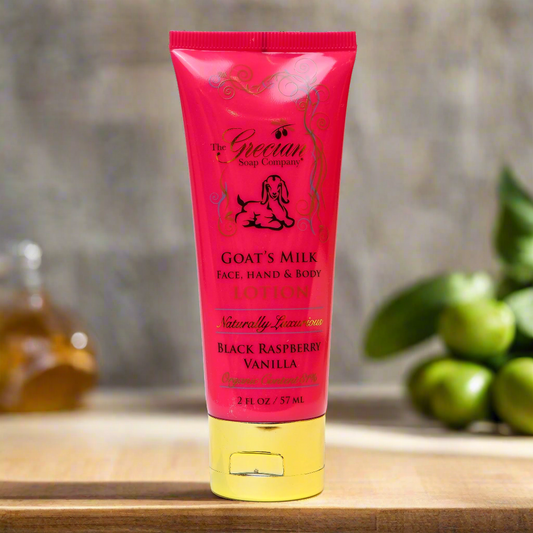 The
Grecian
Soap Company®
Goat's Milk
Face, Hand & Body
LOTION
Naturally Luxurious
Black Raspberry
Vanilla
2 FL OZ / 57 ML